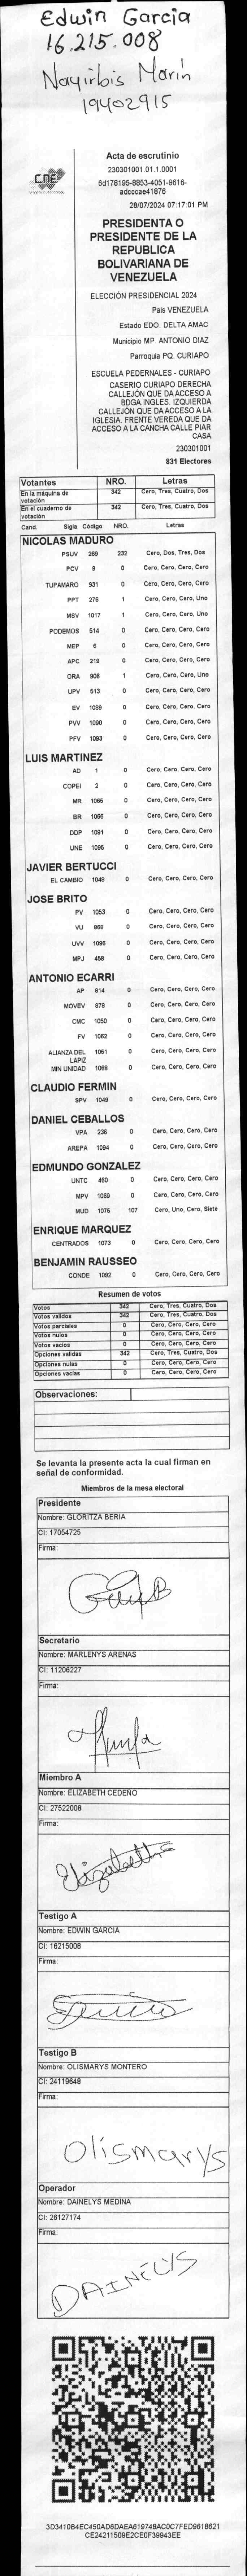 Edwin Garcia
16.215.008
Nayirbis Marin
19402915
CNE
Acta de escrutinio
230301001.01.1.0001
6d178195-8853-4051-9616-
adcccae41876
28/07/2024 07:17:01 PM
PRESIDENTA O
PRESIDENTE DE LA
REPUBLICA
BOLIVARIANA DE
VENEZUELA
ELECCIÓN PRESIDENCIAL 2024
Pais VENEZUELA
Estado EDO. DELTA AMAC
Municipio MP. ANTONIO DIAZ
Parroquia PQ. CURIAPO
ESCUELA PEDERNALES - CURIAPO
CASERIO CURIAPO DERECHA
CALLEJÓN QUE DA ACCESO A
BDGA.INGLES. IZQUIERDA
CALLEJÓN QUE DA ACCESO A LA
IGLESIA. FRENTE VEREDA QUE DA
ACCESO A LA CANCHA CALLE PIAR
CASA
230301001
831 Electores
Votantes NRO. Letras
En la máquina de votación 342 Cero, Tres, Cuatro, Dos
En el cuaderno de votación 342 Cero, Tres, Cuatro, Dos
Cand. Sigla Código NRO. Letras
NICOLAS MADURO
PSUV 269 232 Cero, Dos, Tres, Dos
PCV 9 0 Cero, Cero, Cero, Cero
TUPAMARO 931 0 Cero, Cero, Cero, Cero
PPT 276 1 Cero, Cero, Cero, Uno
MSV 1017 1 Cero, Cero, Cero, Uno
PODEMOS 514 0 Cero, Cero, Cero, Cero
MEP 6 0 Cero, Cero, Cero, Cero
APC 219 0 Cero, Cero, Cero, Cero
ORA 906 1 Cero, Cero, Cero, Uno
UPV 613 0 Cero, Cero, Cero, Cero
EV 1089 0 Cero, Cero, Cero, Cero
PVV 1090 0 Cero, Cero, Cero, Cero
PFV 1093 0 Cero, Cero, Cero, Cero
LUIS MARTINEZ
AD 1 0 Cero, Cero, Cero, Cero
COPEI 2 0 Cero, Cero, Cero, Cero
MR 1065 0 Cero, Cero, Cero, Cero
BR 1066 0 Cero, Cero, Cero, Cero
DDP 1091 0 Cero, Cero, Cero, Cero
UNE 1095 0 Cero, Cero, Cero, Cero
JAVIER BERTUCCI
EL CAMBIO 1048 0 Cero, Cero, Cero, Cero
JOSE BRITO
PV 1053 0 Cero, Cero, Cero, Cero
VU 868 0 Cero, Cero, Cero, Cero
UVV 1096 0 Cero, Cero, Cero, Cero
MPJ 458 0 Cero, Cero, Cero, Cero
ANTONIO ECARRI
AP 814 0 Cero, Cero, Cero, Cero
MOVEV 878 0 Cero, Cero, Cero, Cero
CMC 1050 0 Cero, Cero, Cero, Cero
FV 1062 0 Cero, Cero, Cero, Cero
ALIANZA DEL LAPIZ 1051 0 Cero, Cero, Cero, Cero
MIN UNIDAD 1068 0 Cero, Cero, Cero, Cero
CLAUDIO FERMIN
SPV 1049 0 Cero, Cero, Cero, Cero
DANIEL CEBALLOS
VPA 236 0 Cero, Cero, Cero, Cero
AREPA 1094 0 Cero, Cero, Cero, Cero
EDMUNDO GONZALEZ
UNTC 460 0 Cero, Cero, Cero, Cero
MPV 1069 0 Cero, Cero, Cero, Cero
MUD 1076 107 Cero, Uno, Cero, Siete
ENRIQUE MARQUEZ
CENTRADOS 1073 0 Cero, Cero, Cero, Cero
BENJAMIN RAUSSEO
CONDE 1092 0 Cero, Cero, Cero, Cero
Resumen de votos
Votos 342 Cero, Tres, Cuatro, Dos
Votos validos 342 Cero, Tres, Cuatro, Dos
Votos parciales 0 Cero, Cero, Cero, Cero
Votos nulos 0 Cero, Cero, Cero, Cero
Votos vacios 0 Cero, Cero, Cero, Cero
Opciones validas 342 Cero, Tres, Cuatro, Dos
Opciones nulas 0 Cero, Cero, Cero, Cero
Opciones vacias 0 Cero, Cero, Cero, Cero
Observaciones:
Se levanta la presente acta la cual firman en
señal de conformidad.
Miembros de la mesa electoral
Presidente
Nombre: GLORITZA BERIA
CI: 17054725
Firma:
Secretario
Nombre: MARLENYS ARENAS
CI: 11206227
Firma:
Miembro A
Nombre: ELIZABETH CEDEÑO
CI: 27522008
Firma:
Elizabeth
Testigo A
Nombre: EDWIN GARCIA
CI: 16215008
Firma:
Testigo B
Nombre: OLISMARYS MONTERO
CI: 24119648
Firma:
Olismarys
Operador
Nombre: DAINELYS MEDINA
CI: 26127174
Firma:
DAINELYS
3D3410B4EC450AD6DAEA619748AC0C7FED9618621
CE24211509E2CE0F39943EE